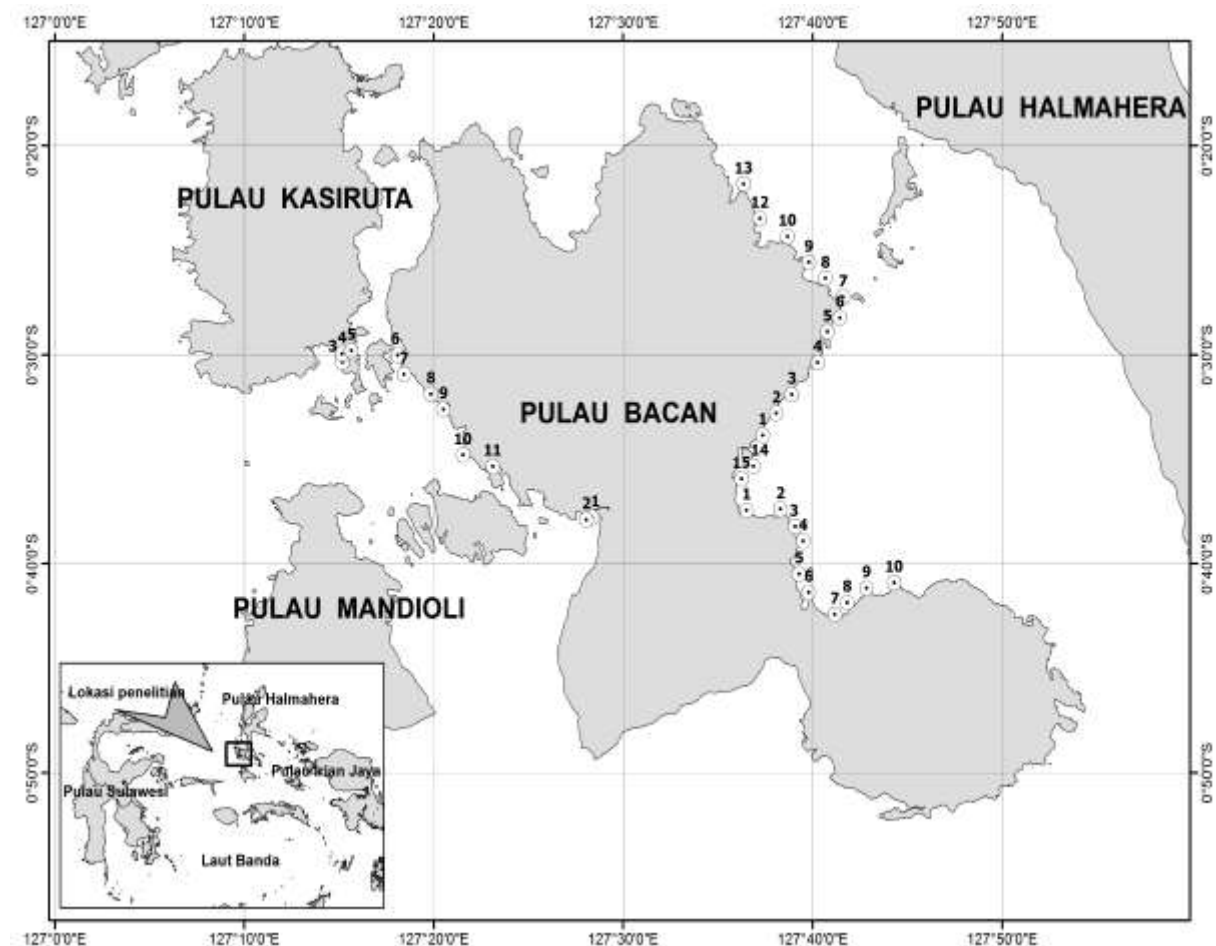 127°0'0"E 127°10'0"E 127°20'0"E 127°30'0"E 127°40'0"E 127°50'0"E
PULAU HALMAHERA
0°20'0"S 0°20'0"S
13
PULAU KASIRUTA
12
10
9
8
7
6
5
4 5 6
3
0°30'0"S 4 0°30'0"S
7
8 3
9
PULAU BACAN 2
1
10 11 14
15
2 1 1 2
3
4
0°40'0"S 5 0°40'0"S
6 7 8 9 10
PULAU MANDIOLI
Lokasi penelitian
Pulau Halmahera
Pulau Irian Jaya
0°50'0"S 0°50'0"S
Pulau Sulawesi
Laut Banda
127°0'0"E 127°10'0"E 127°20'0"E 127°30'0"E 127°40'0"E 127°50'0"E